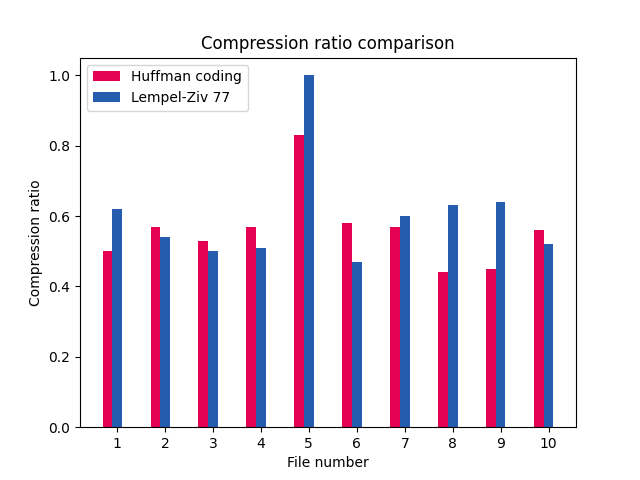 Compression ratio comparison
Huffman coding
Lempel-Ziv 77
1.0
0.8
0.6
0.4
0.2
0.0
Compression ratio
1 2 3 4 5 6 7 8 9 10
File number